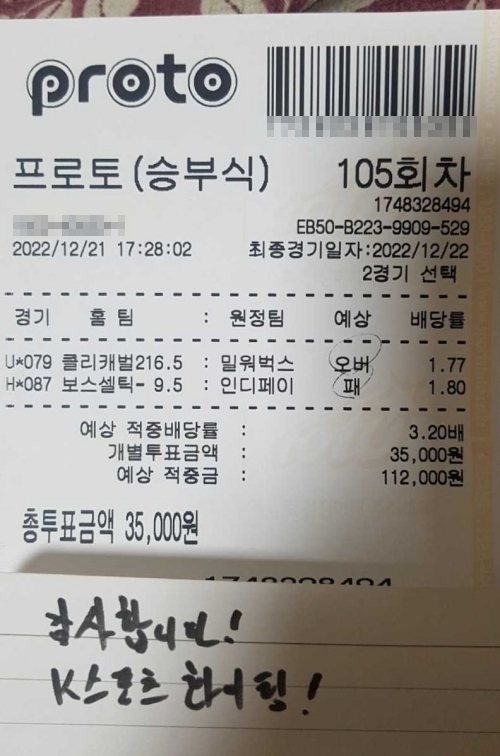 proto
프로토(승부식) 105회차
1748328494
EB50-B223-9909-529
2022/12/21 17:28:02 최종경기일자:2022/12/22
2경기 선택
경기 홈 팀 : 원정팀 예상 배당률
U*079 클리캐벌216.5 : 밀워벅스 오버 1.77
H*087 보스셀틱- 9.5 : 인디페이 패 1.80
예상 적중배당률 : 3.20배
개별투표금액 : 35,000원
예상 적중금 : 112,000원
총투표금액 35,000원
감사합니다!
K스포츠 화이팅!